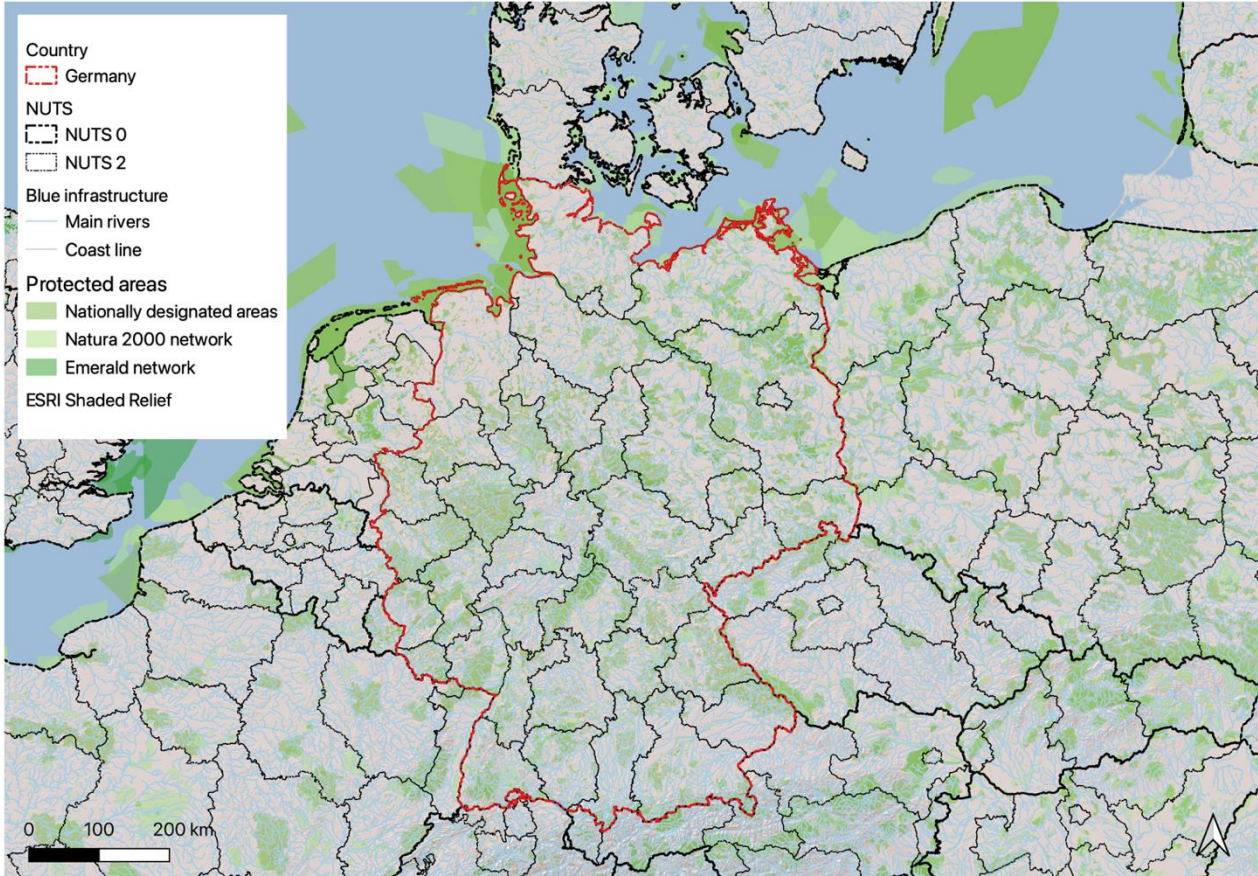 Country
Germany
NUTS
NUTS 0
NUTS 2
Blue infrastructure
Main rivers
Coast line
Protected areas
Nationally designated areas
Natura 2000 network
Emerald network
ESRI Shaded Relief
0 100 200 km